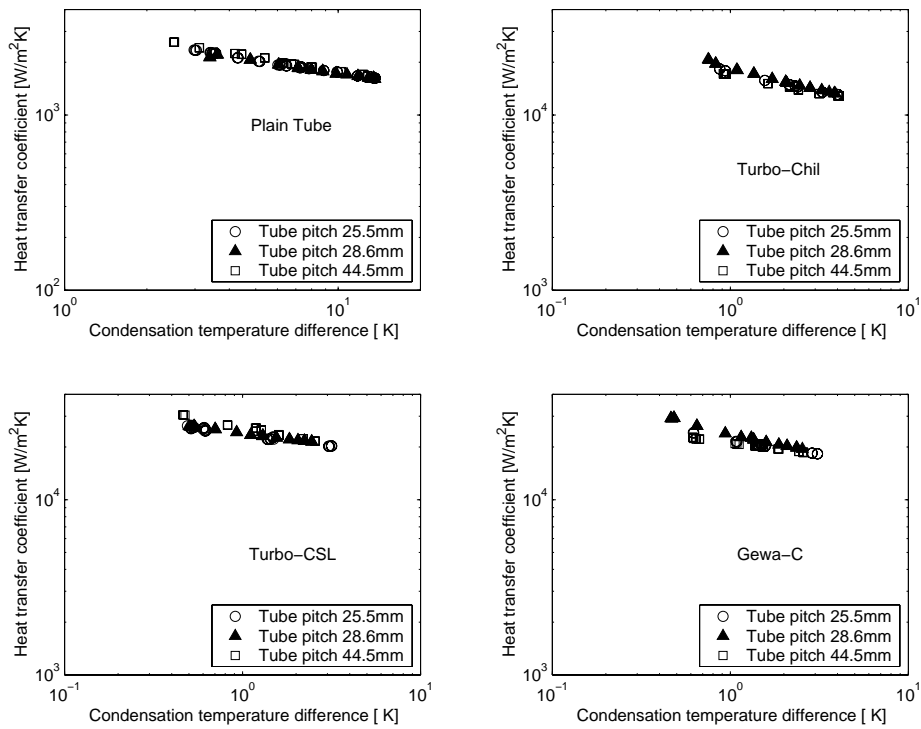 Heat transfer coefficient [W/m²K]
10³
10²
Plain Tube
Tube pitch 25.5mm
Tube pitch 28.6mm
Tube pitch 44.5mm
10⁰
10¹
Condensation temperature difference [ K]
Heat transfer coefficient [W/m²K]
10⁴
10³
Turbo−Chil
Tube pitch 25.5mm
Tube pitch 28.6mm
Tube pitch 44.5mm
10⁻¹
10⁰
10¹
Condensation temperature difference [ K]
Heat transfer coefficient [W/m²K]
10⁴
10³
Turbo−CSL
Tube pitch 25.5mm
Tube pitch 28.6mm
Tube pitch 44.5mm
10⁻¹
10⁰
10¹
Condensation temperature difference [ K]
Heat transfer coefficient [W/m²K]
10⁴
10³
Gewa−C
Tube pitch 25.5mm
Tube pitch 28.6mm
Tube pitch 44.5mm
10⁻¹
10⁰
10¹
Condensation temperature difference [ K]